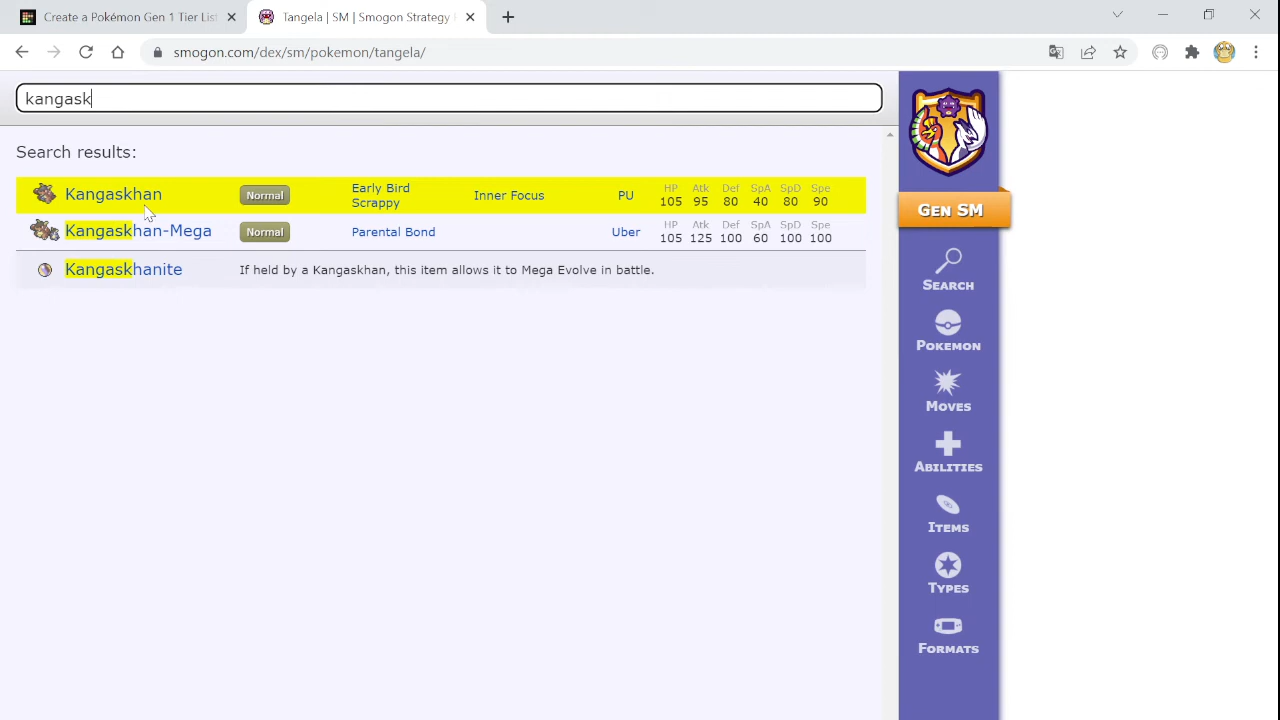 Create a Pokémon Gen 1 Tier List
Tangela | SM | Smogon Strategy
smogon.com/dex/sm/pokemon/tangela/
kangask
Search results:
Kangaskhan Normal Early Bird Scrappy Inner Focus PU HP 105 Atk 95 Def 80 SpA 40 SpD 80 Spe 90
Kangaskhan-Mega Normal Parental Bond Uber HP 105 Atk 125 Def 100 SpA 60 SpD 100 Spe 100
Kangaskhanite If held by a Kangaskhan, this item allows it to Mega Evolve in battle.
Gen SM
Search
Pokemon
Moves
Abilities
Items
Types
Formats